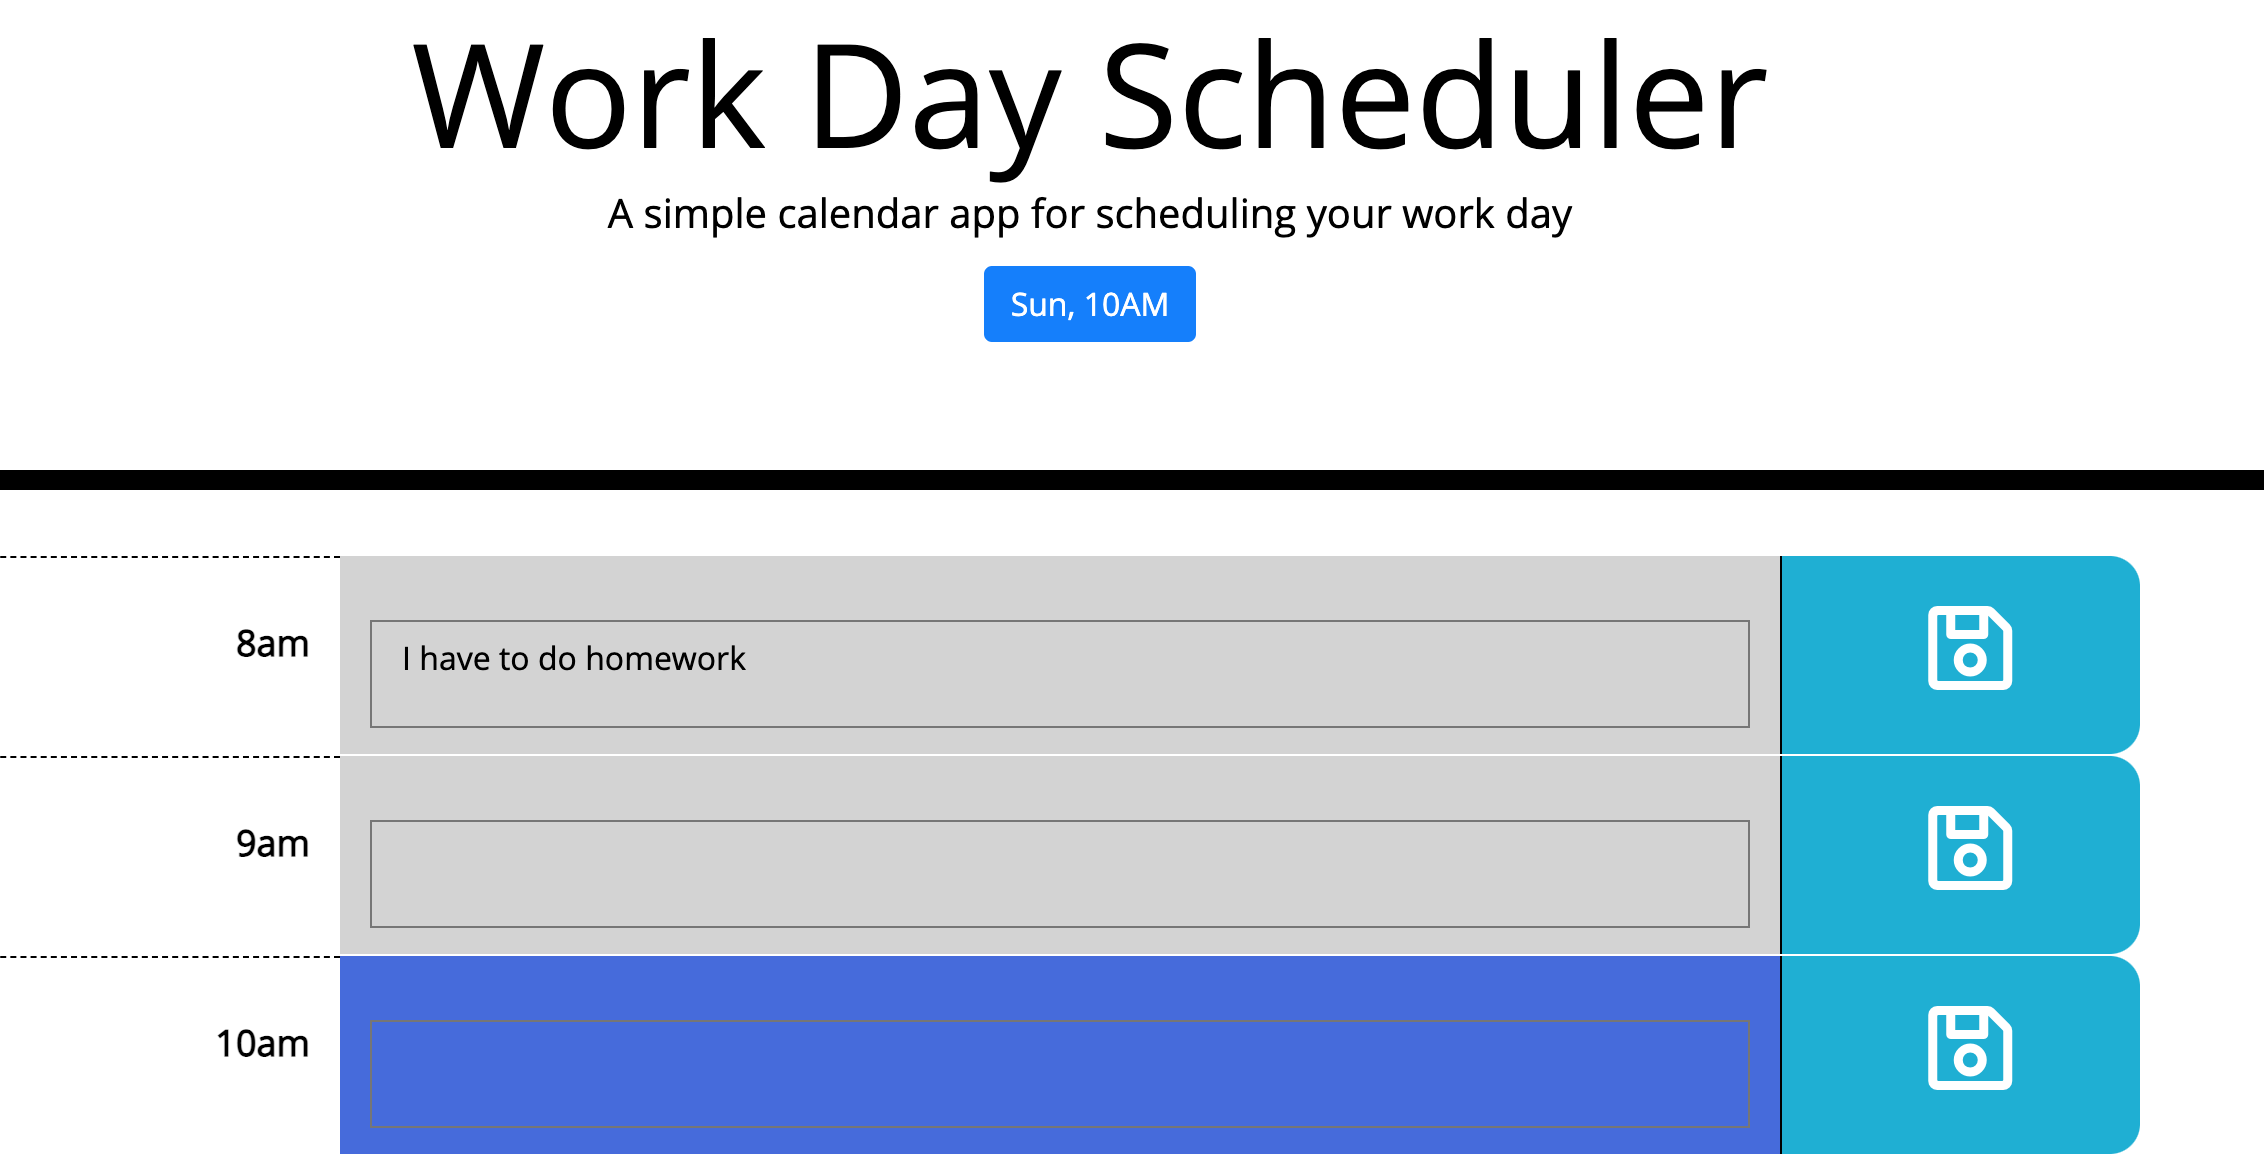 Work Day Scheduler
A simple calendar app for scheduling your work day
Sun, 10AM
8am
I have to do homework
9am
10am